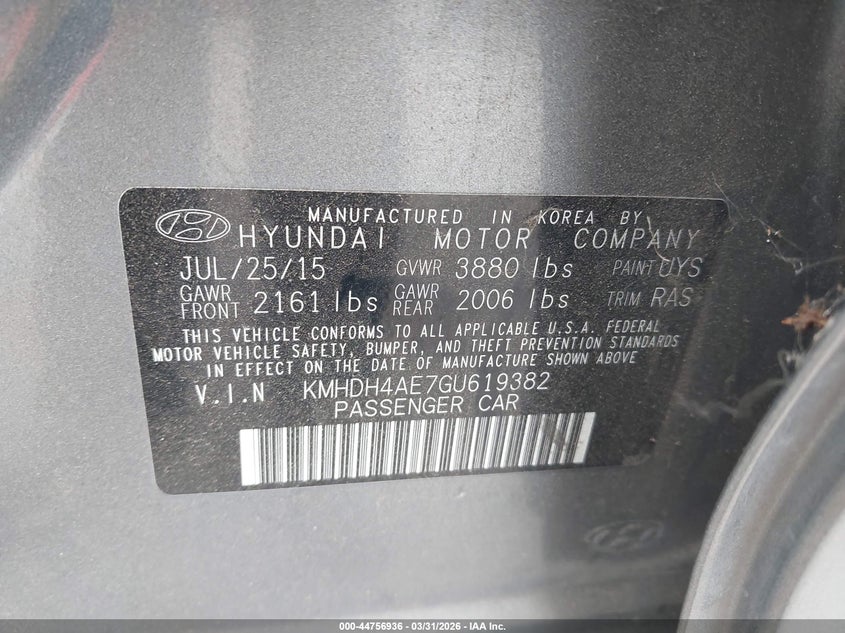 MANUFACTURED IN KOREA BY
HYUNDAI MOTOR COMPANY
JUL/25/15 GVWR 3880 lbs PAINT UYS
GAWR FRONT 2161 lbs GAWR REAR 2006 lbs TRIM RAS
THIS VEHICLE CONFORMS TO ALL APPLICABLE U.S.A. FEDERAL
MOTOR VEHICLE SAFETY, BUMPER, AND THEFT PREVENTION STANDARDS
IN EFFECT ON THE DATE OF MANUFACTURE SHOWN ABOVE
V.I.N KMHDH4AE7GU619382
PASSENGER CAR
000-44756936 - 03/31/2026 - IAA Inc.